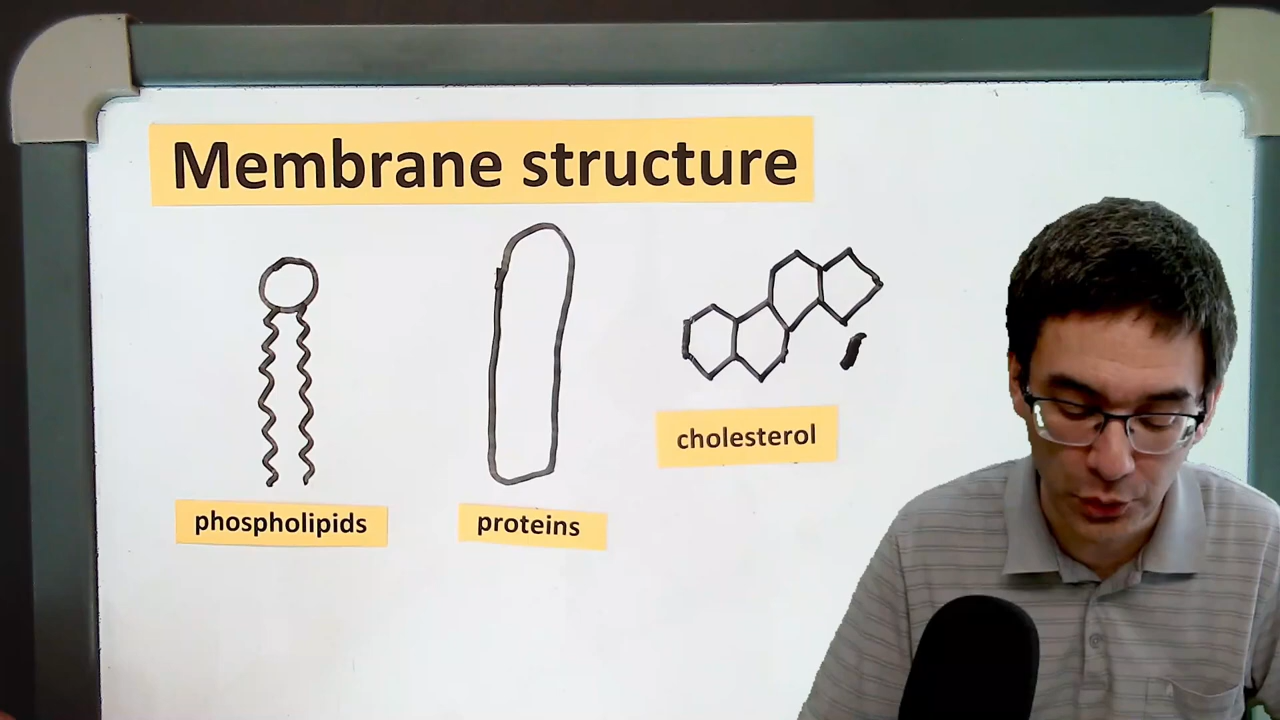 Membrane structure
phospholipids
proteins
cholesterol